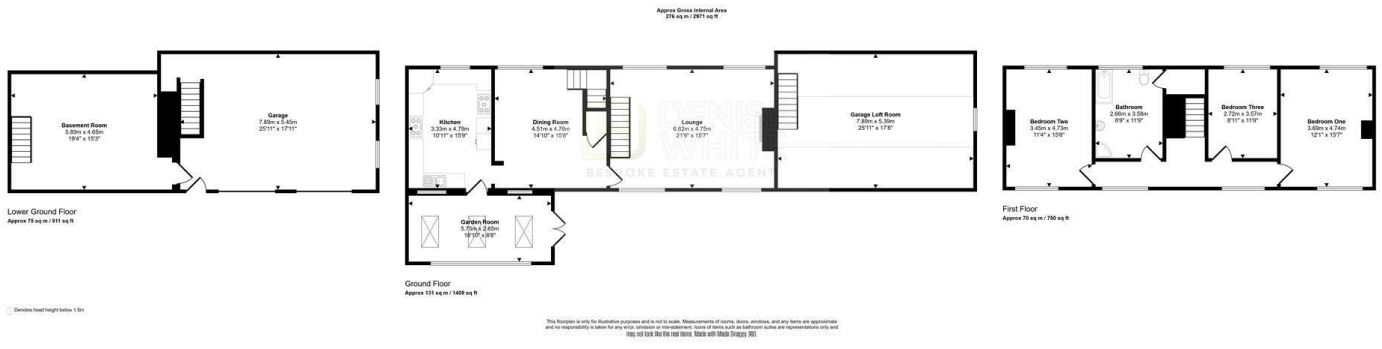 Approx Gross Internal Area
276 sq m / 2971 sq ft
Basement Room
5.89m x 4.65m
19'4" x 15'3"
Garage
7.89m x 5.45m
25'11" x 17'11"
Lower Ground Floor
Approx 75 sq m / 811 sq ft
Kitchen
3.33m x 4.79m
10'11" x 15'9"
Dining Room
4.51m x 4.78m
14'10" x 15'8"
Lounge
6.62m x 4.75m
21'9" x 15'7"
Garage Loft Room
7.89m x 5.39m
25'11" x 17'8"
DENISE WHITE
BESPOKE ESTATE AGENTS
Garden Room
5.75m x 2.65m
18'10" x 8'8"
Ground Floor
Approx 131 sq m / 1409 sq ft
Bedroom Two
3.45m x 4.73m
11'4" x 15'6"
Bathroom
2.66m x 3.58m
8'9" x 11'9"
Bedroom Three
2.72m x 3.57m
8'11" x 11'9"
Bedroom One
3.69m x 4.74m
12'1" x 15'7"
First Floor
Approx 70 sq m / 750 sq ft
Denotes head height below 1.5m
This floorplan is only for illustrative purposes and is not to scale. Measurements of rooms, doors, windows, and any items are approximate
and no responsibility is taken for any error, omission or mis-statement. Icons of items such as bathroom suites are representations only and
may not look like the real items. Made with Made Snappy 360.